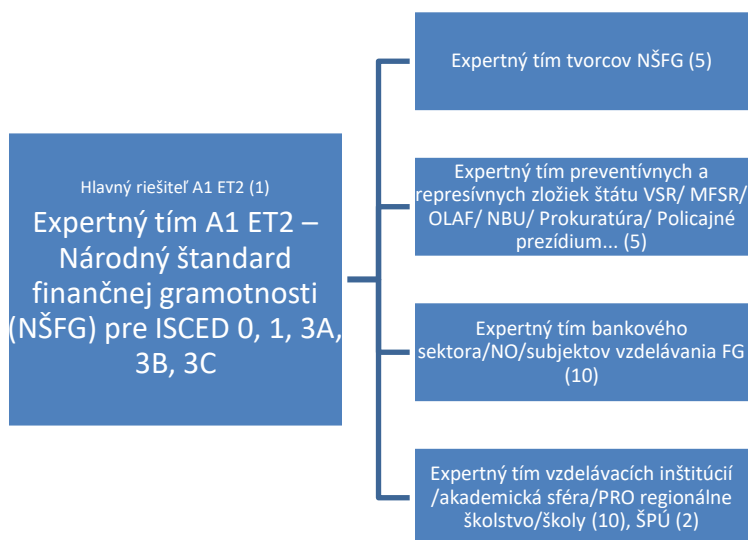 Hlavný riešiteľ A1 ET2 (1)
Expertný tím A1 ET2 –
Národný štandard
finančnej gramotnosti
(NŠFG) pre ISCED 0, 1, 3A,
3B, 3C
Expertný tím tvorcov NŠFG (5)
Expertný tím preventívnych a
represívnych zložiek štátu VSR/ MFSR/
OLAF/ NBU/ Prokuratúra/ Policajné
prezídium... (5)
Expertný tím bankového
sektora/NO/subjektov vzdelávania FG
(10)
Expertný tím vzdelávacích inštitúcií
/akademická sféra/PRO regionálne
školstvo/školy (10), ŠPÚ (2)